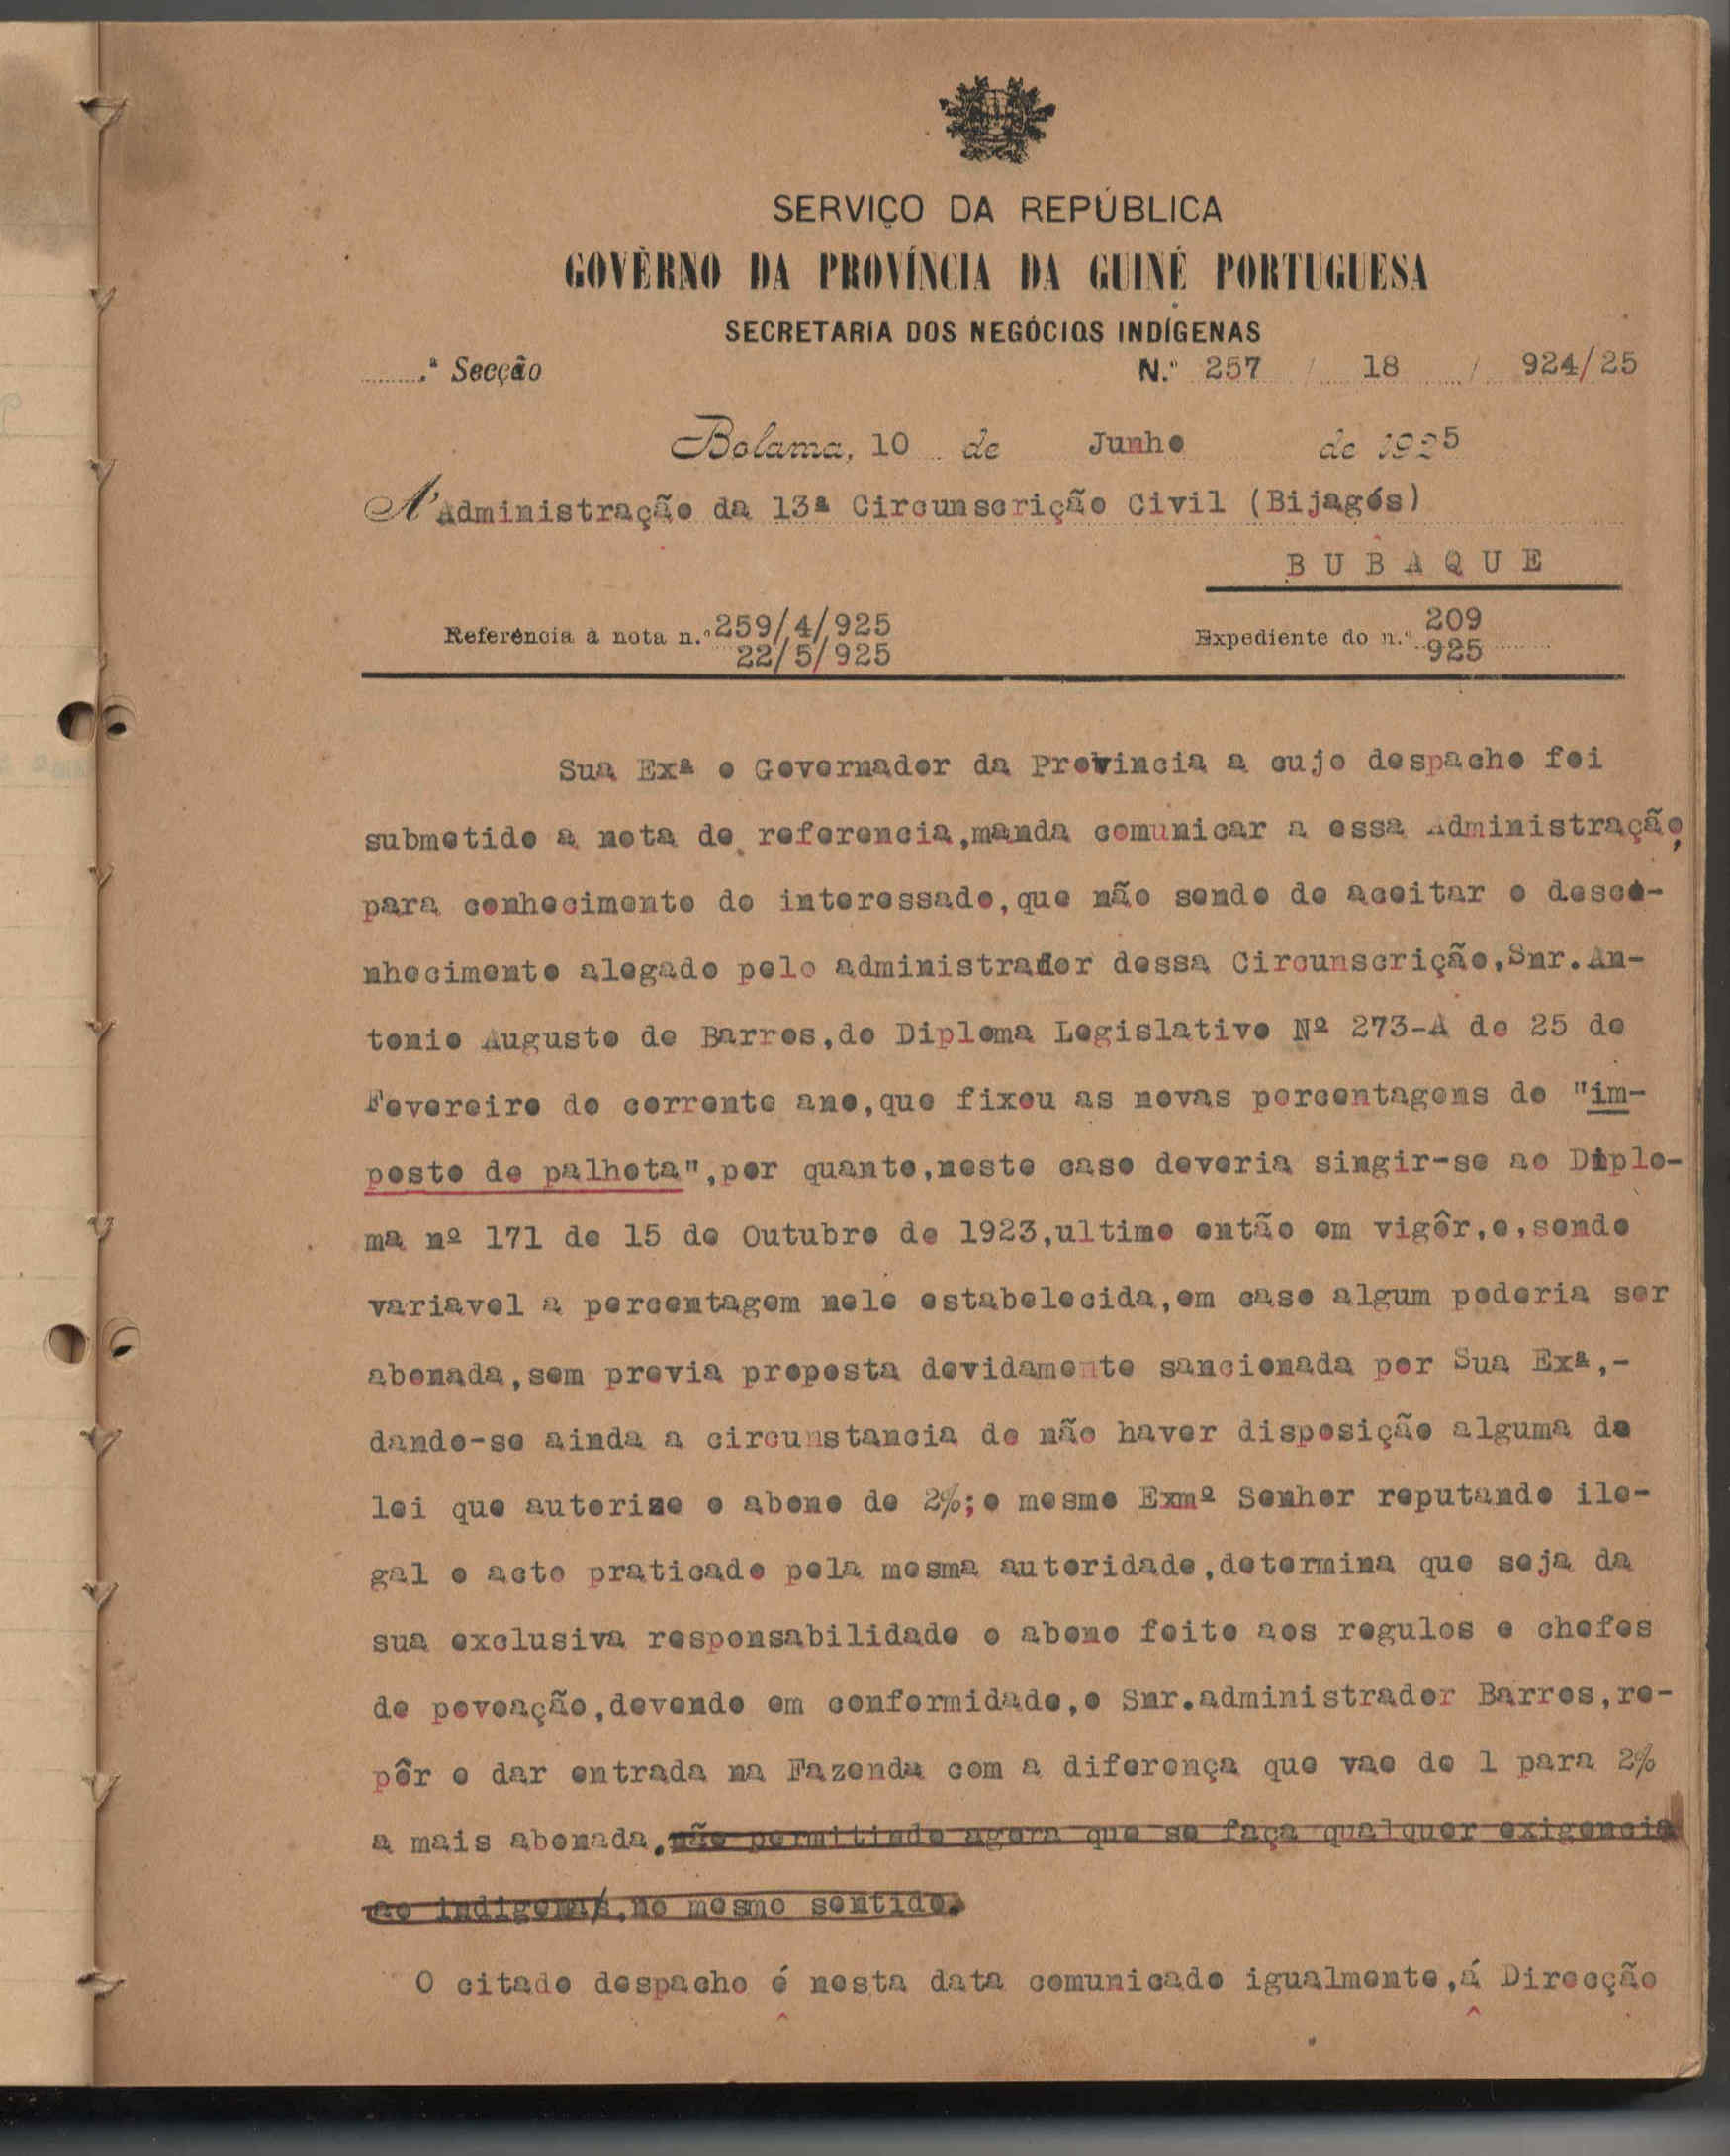 SERVIÇO DA REPÚBLICA
GOVÊRNO DA PROVÍNCIA DA GUINÉ PORTUGUESA
SECRETARIA DOS NEGÓCIOS INDÍGENAS
.........ª Secção N.º 257 / 18 / 924/25
Bolama, 10 de Junho de 1925
A' Administração da 13ª Circunscrição Civil (Bijagós)
BUBAQUE
Referência à nota n.º 259/4/925 22/5/925 Expediente do n.º 209 925
Sua Exª o Governador da Provincia a cujo despacho foi
submetido a nota de referencia,manda comunicar a essa Administração,
para conhecimento do interessado,que não sendo de aceitar o desco-
nhecimento alegado pelo administrador dessa Circunscrição,Snr.An-
tonio Augusto de Barros,do Diploma Legislativo Nº 273-A de 25 de
Fevereiro do corrente ano,que fixou as novas percentagens do "im-
posto de palhota",por quanto,neste caso deveria singir-se ao Diplo-
ma nº 171 de 15 de Outubro de 1923,ultimo então em vigôr,e,sendo
variavel a percentagem nele estabelecida,em caso algum poderia ser
abonada,sem previa proposta devidamente sancionada por Sua Exª,-
dando-se ainda a circunstancia de não haver disposição alguma de
lei que autorise o abono de 2%;o mesmo Exmº Senhor reputando ile-
gal o acto praticado pela mesma autoridade,determina que seja da
sua exclusiva responsabilidade o abono feito aos regulos e chefes
de povoação,devendo em conformidade,o Snr.administrador Barros,re-
pôr e dar entrada na Fazenda com a diferença que vae de 1 para 2%
a mais abonada.não permitindo agora que se faça qualquer exigencia
ao indigena,no mesmo sentido.
O citado despacho é nesta data comunicado igualmente,á Direcção